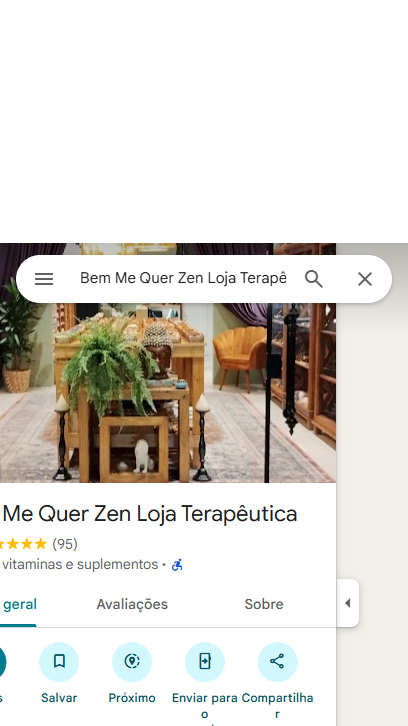 Bem Me Quer Zen Loja Terapê
Me Quer Zen Loja Terapêutica
(95)
vitaminas e suplementos
geral
Avaliações
Sobre
s
Salvar
Próximo
Enviar para o
Compartilhar